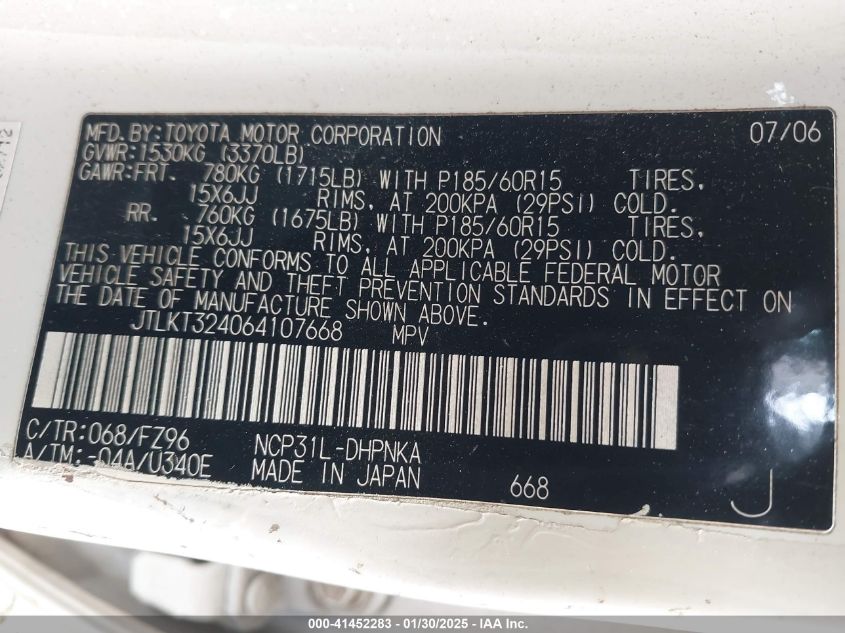 MFD. BY: TOYOTA MOTOR CORPORATION 07/06
GVWR: 1530KG (3370LB)
GAWR: FRT. 780KG (1715LB) WITH P185/60R15 TIRES,
15X6JJ RIMS, AT 200KPA (29PSI) COLD.
RR. 760KG (1675LB) WITH P185/60R15 TIRES,
15X6JJ RIMS, AT 200KPA (29PSI) COLD.
THIS VEHICLE CONFORMS TO ALL APPLICABLE FEDERAL MOTOR
VEHICLE SAFETY AND THEFT PREVENTION STANDARDS IN EFFECT ON
THE DATE OF MANUFACTURE SHOWN ABOVE.
JTLKT324064107668 MPV
C/TR: 068/FZ96 NCP31L-DHPNKA
A/TM: -04A/U340E MADE IN JAPAN
668
J
000-41452283 - 01/30/2025 - IAA Inc.